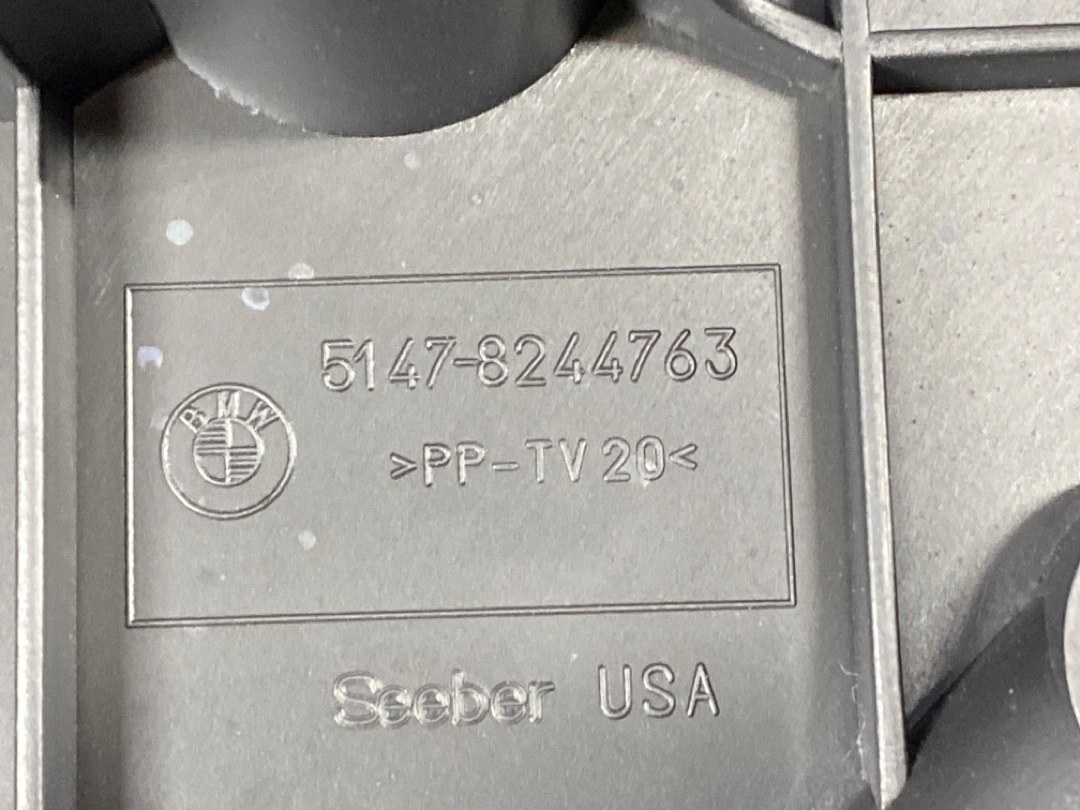 5147-8244763
BMW
>PP-TV20<
Seeber USA